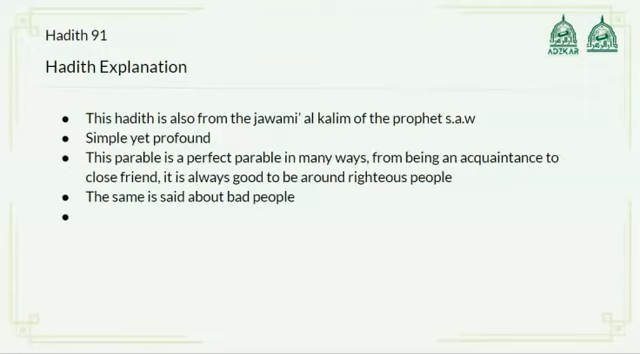 Hadith 91
ADEKAR
Hadith Explanation
● This hadith is also from the jawami' al kalim of the prophet s.a.w
● Simple yet profound
● This parable is a perfect parable in many ways, from being an acquaintance to
close friend, it is always good to be around righteous people
● The same is said about bad people
●